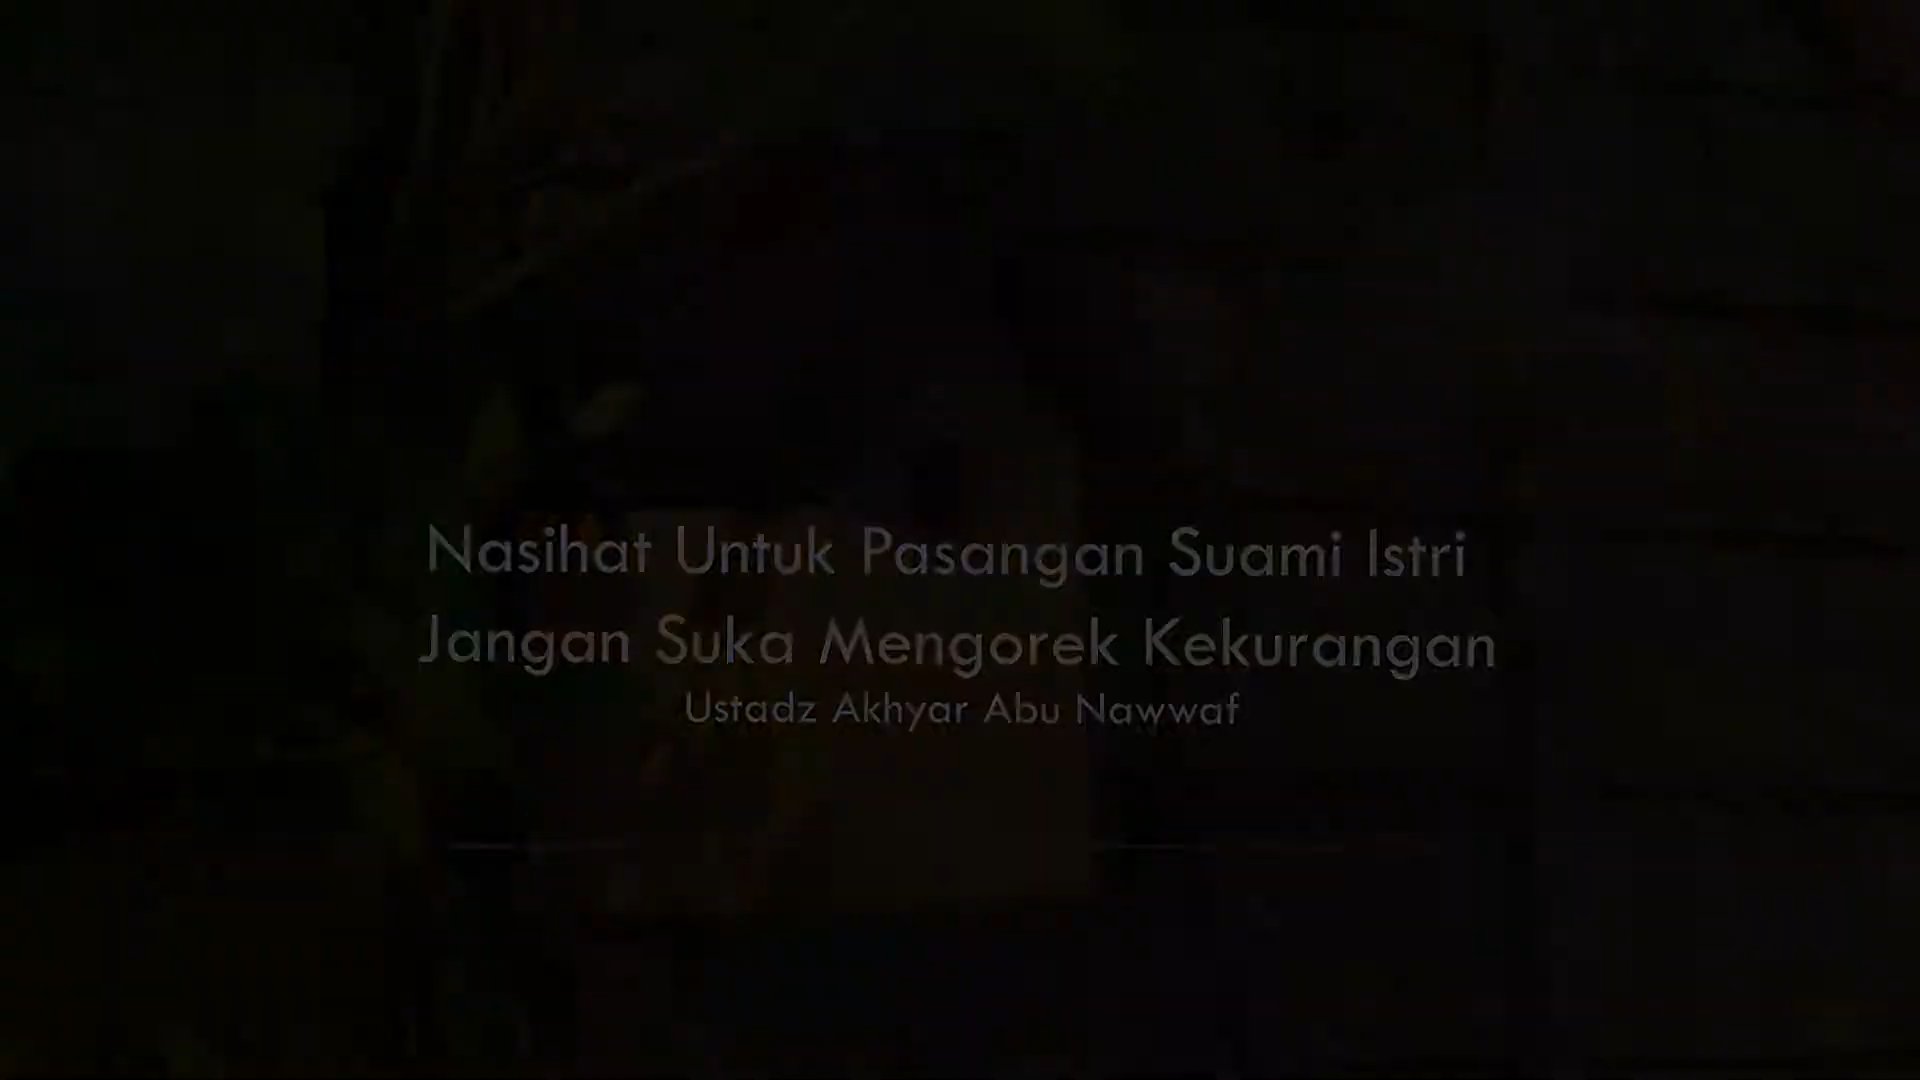 Nasihat Untuk Pasangan Suami Istri
Jangan Suka Mengorek Kekurangan
Ustadz Akhyar Abu Nawwaf